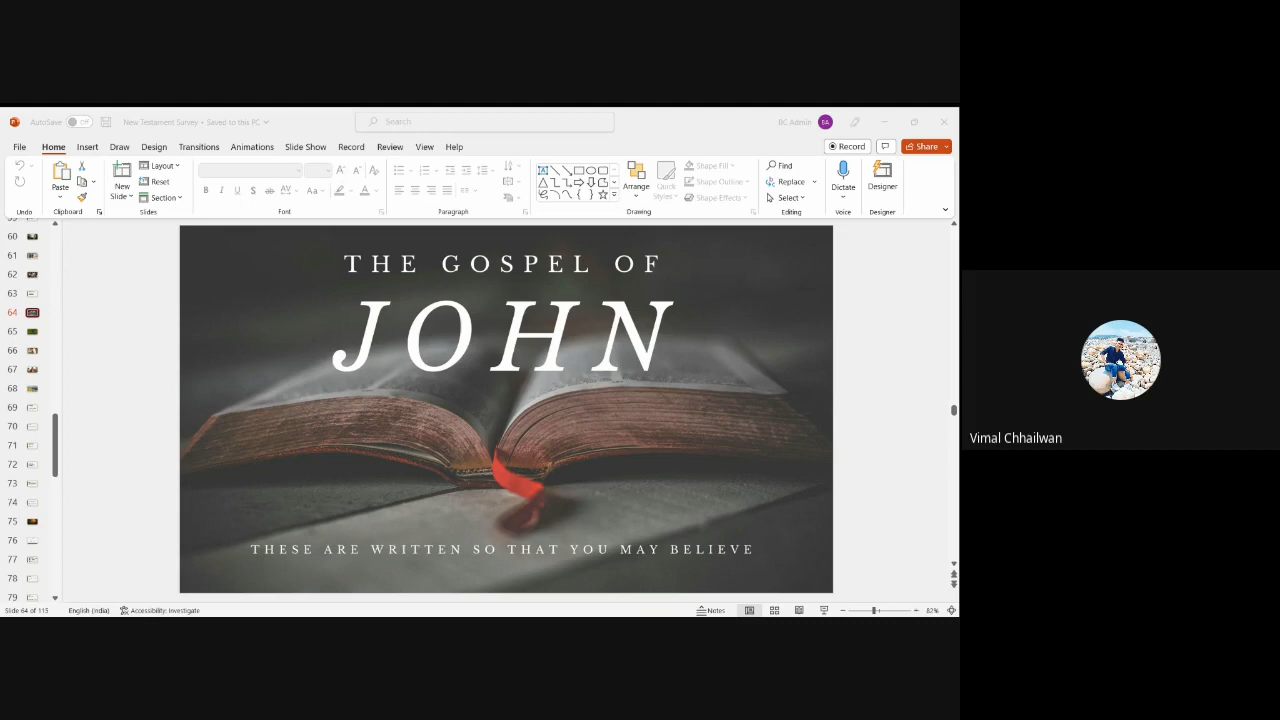 AutoSave Off New Testament Survey • Saved to this PC Search BC Admin BA
File Home Insert Draw Design Transitions Animations Slide Show Record Review View Help Record Share
Paste New Slide Layout Reset Section
B I U S ab AV Aa A A
Arrange Quick Styles Shape Fill Shape Outline Shape Effects
Find Replace Select Dictate Designer
Undo Clipboard Slides Font Paragraph Drawing Editing Voice Designer
60
61
62
63
64
65
66
67
68
69
70
71
72
73
74
75
76
77
78
79
THE GOSPEL OF
JOHN
THESE ARE WRITTEN SO THAT YOU MAY BELIEVE
Vimal Chhailwan
Slide 64 of 115 English (India) Accessibility: Investigate Notes 82%